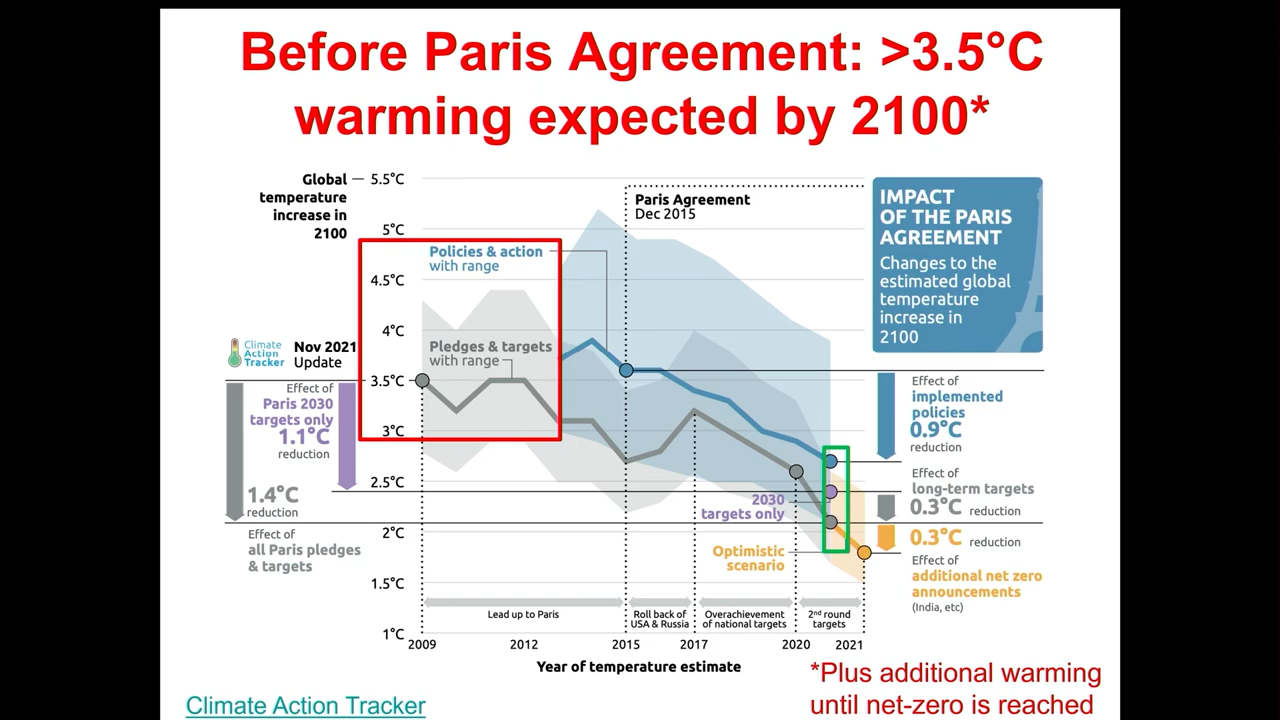 Before Paris Agreement: >3.5°C
warming expected by 2100*
Global
temperature
increase in
2100
5.5°C
5°C
4.5°C
4°C
3.5°C
3°C
2.5°C
2°C
1.5°C
1°C
Paris Agreement
Dec 2015
Policies & action
with range
Pledges & targets
with range
IMPACT
OF THE PARIS
AGREEMENT
Changes to the
estimated global
temperature
increase in
2100
Climate
Action
Tracker
Nov 2021
Update
Effect of
Paris 2030
targets only
1.1°C
reduction
1.4°C
reduction
Effect of
all Paris pledges
& targets
Effect of
implemented
policies
0.9°C
reduction
Effect of
long-term targets
0.3°C reduction
0.3°C reduction
Effect of
additional net zero
announcements
(India, etc)
2030
targets only
Optimistic
scenario
Lead up to Paris
Roll back of
USA & Russia
Overachievement
of national targets
2nd round
targets
2009
2012
2015
2017
2020
2021
Year of temperature estimate
*Plus additional warming
until net-zero is reached
Climate Action Tracker